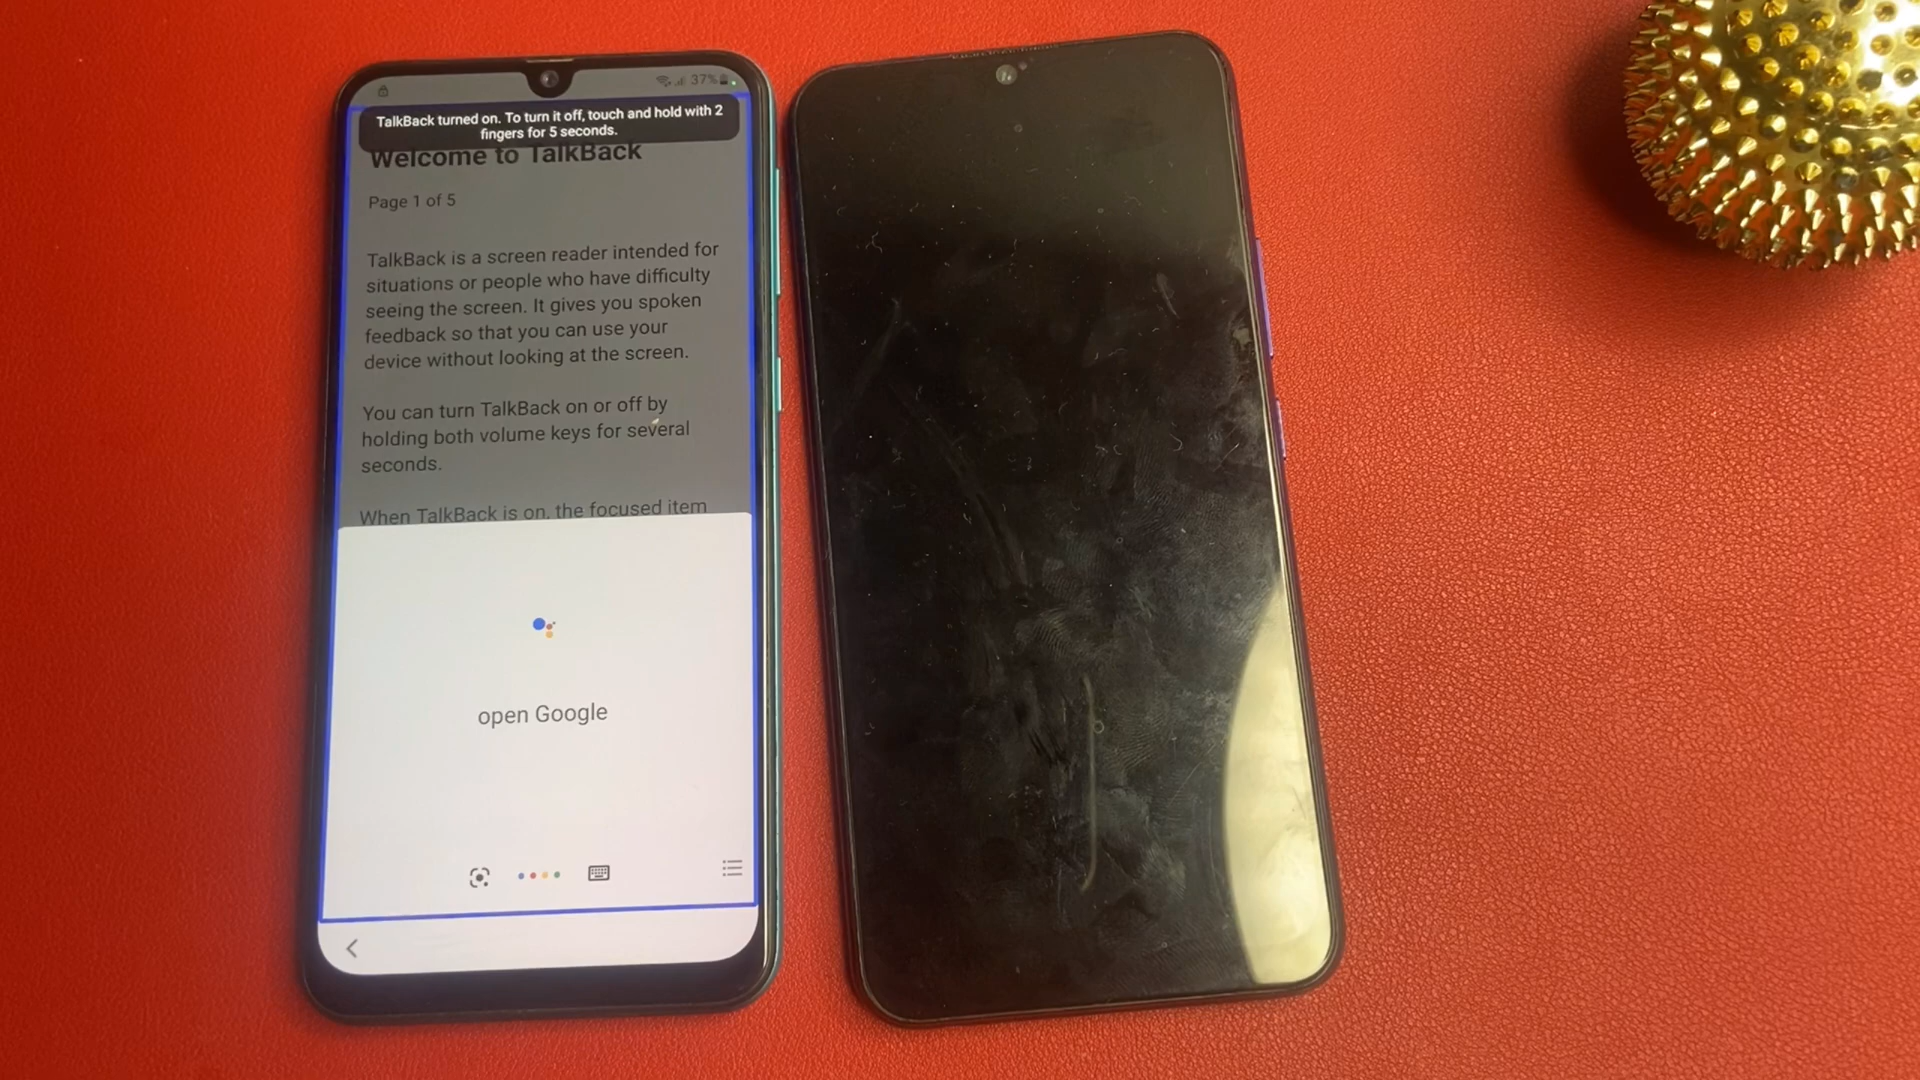 37%
TalkBack turned on. To turn it off, touch and hold with 2
fingers for 5 seconds.
Welcome to TalkBack
Page 1 of 5
TalkBack is a screen reader intended for
situations or people who have difficulty
seeing the screen. It gives you spoken
feedback so that you can use your
device without looking at the screen.
You can turn TalkBack on or off by
holding both volume keys for several
seconds.
When TalkBack is on, the focused item
open Google